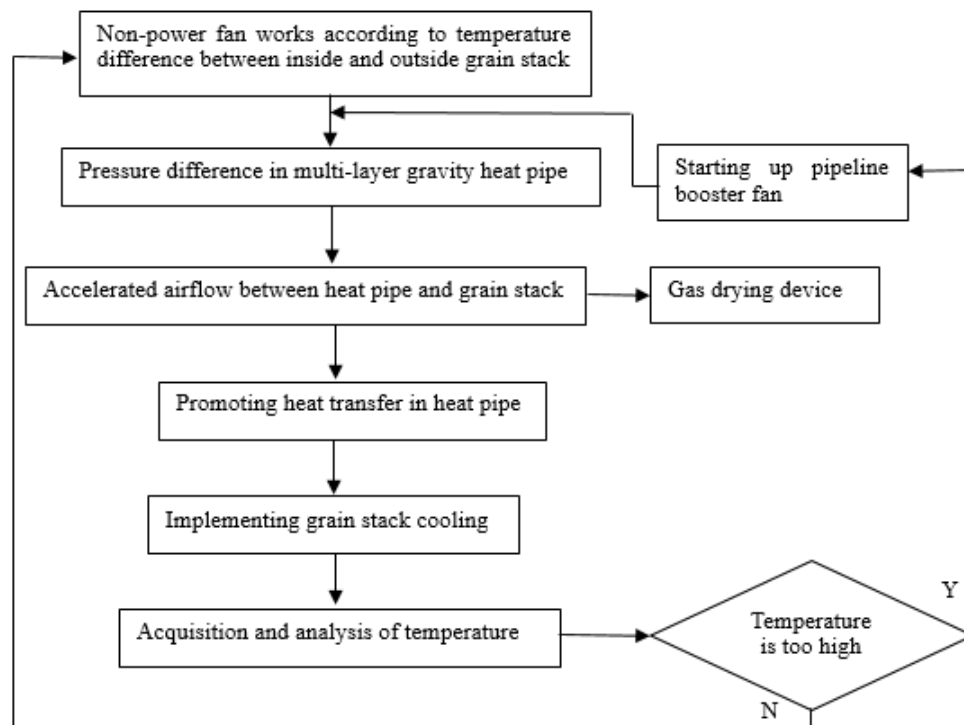 Non-power fan works according to temperature
difference between inside and outside grain stack
Pressure difference in multi-layer gravity heat pipe
Starting up pipeline
booster fan
Accelerated airflow between heat pipe and grain stack
Gas drying device
Promoting heat transfer in heat pipe
Implementing grain stack cooling
Acquisition and analysis of temperature
Temperature
is too high
Y
N